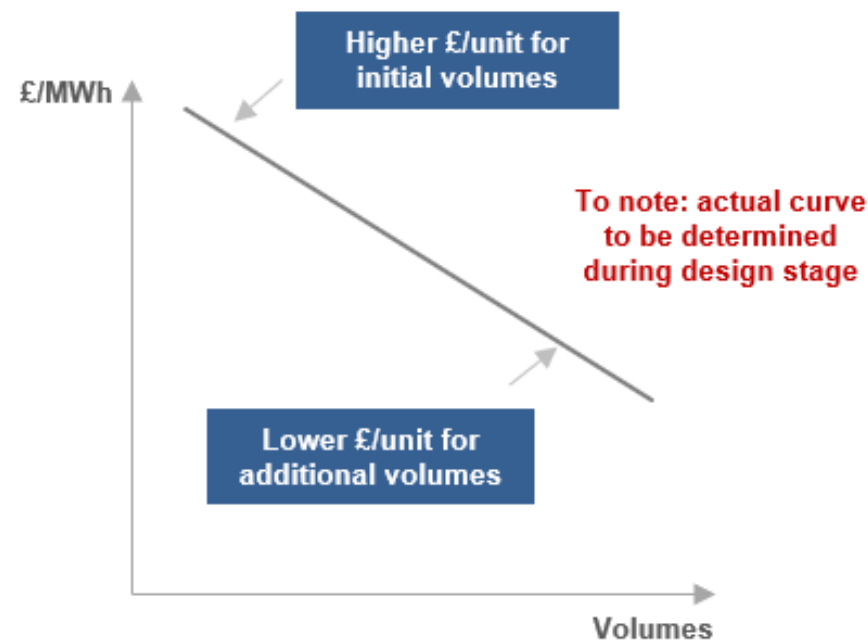 Higher £/unit for
initial volumes
£/MWh
To note: actual curve
to be determined
during design stage
Lower £/unit for
additional volumes
Volumes